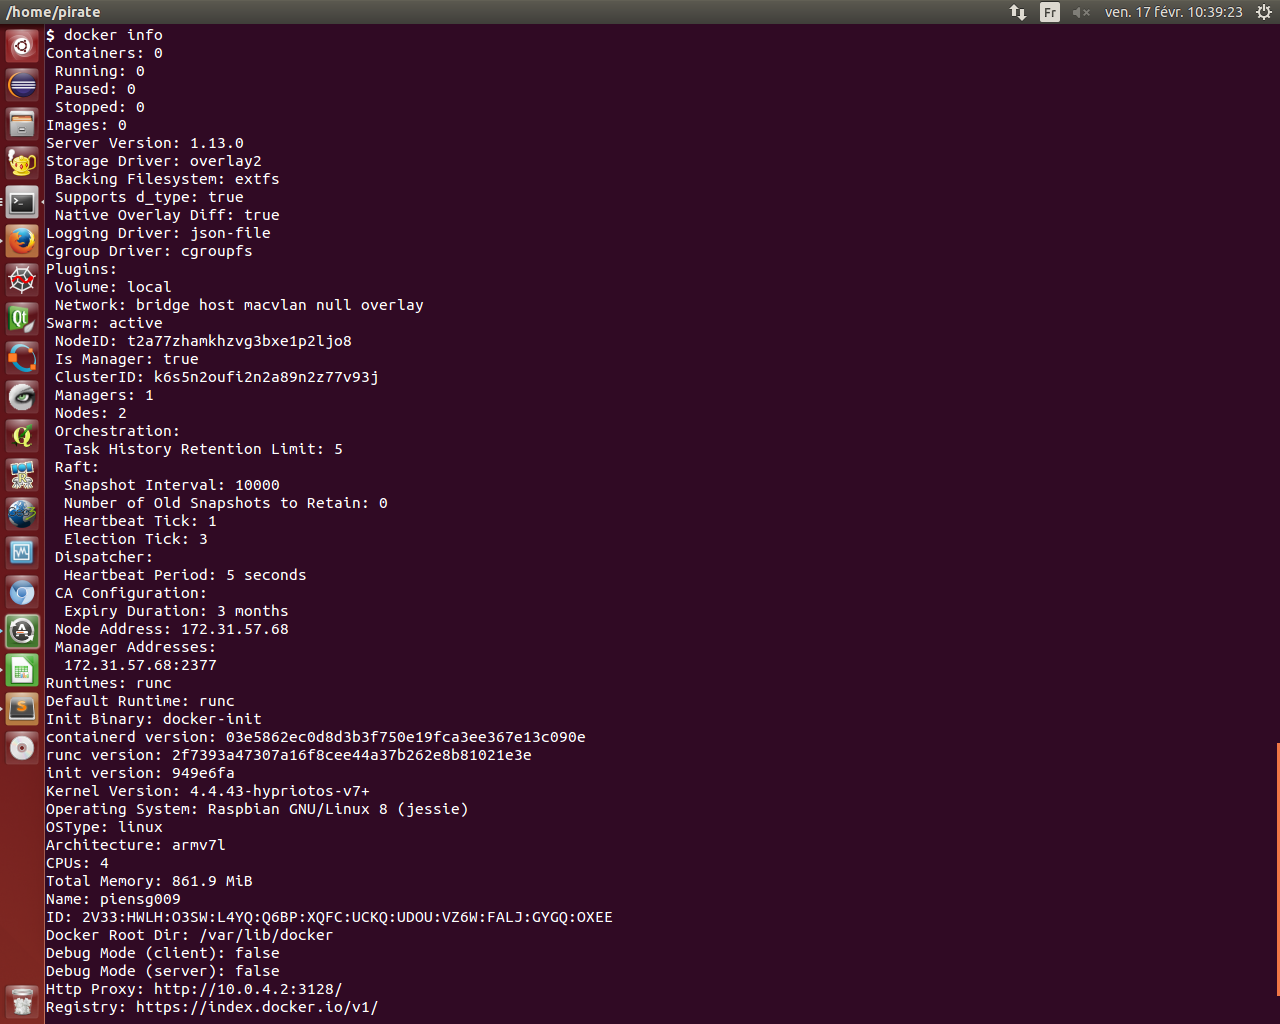 /home/pirate
Fr
ven. 17 févr. 10:39:23
$ docker info
Containers: 0
Running: 0
Paused: 0
Stopped: 0
Images: 0
Server Version: 1.13.0
Storage Driver: overlay2
Backing Filesystem: extfs
Supports d_type: true
Native Overlay Diff: true
Logging Driver: json-file
Cgroup Driver: cgroupfs
Plugins:
Volume: local
Network: bridge host macvlan null overlay
Swarm: active
NodeID: t2a77zhamkhzvg3bxe1p2ljo8
Is Manager: true
ClusterID: k6s5n2oufi2n2a89n2z77v93j
Managers: 1
Nodes: 2
Orchestration:
Task History Retention Limit: 5
Raft:
Snapshot Interval: 10000
Number of Old Snapshots to Retain: 0
Heartbeat Tick: 1
Election Tick: 3
Dispatcher:
Heartbeat Period: 5 seconds
CA Configuration:
Expiry Duration: 3 months
Node Address: 172.31.57.68
Manager Addresses:
172.31.57.68:2377
Runtimes: runc
Default Runtime: runc
Init Binary: docker-init
containerd version: 03e5862ec0d8d3b3f750e19fca3ee367e13c090e
runc version: 2f7393a47307a16f8cee44a37b262e8b81021e3e
init version: 949e6fa
Kernel Version: 4.4.43-hypriotos-v7+
Operating System: Raspbian GNU/Linux 8 (jessie)
OSType: linux
Architecture: armv7l
CPUs: 4
Total Memory: 861.9 MiB
Name: piensg009
ID: 2V33:HWLH:O3SW:L4YQ:Q6BP:XQFC:UCKQ:UDOU:VZ6W:FALJ:GYGQ:OXEE
Docker Root Dir: /var/lib/docker
Debug Mode (client): false
Debug Mode (server): false
Http Proxy: http://10.0.4.2:3128/
Registry: https://index.docker.io/v1/